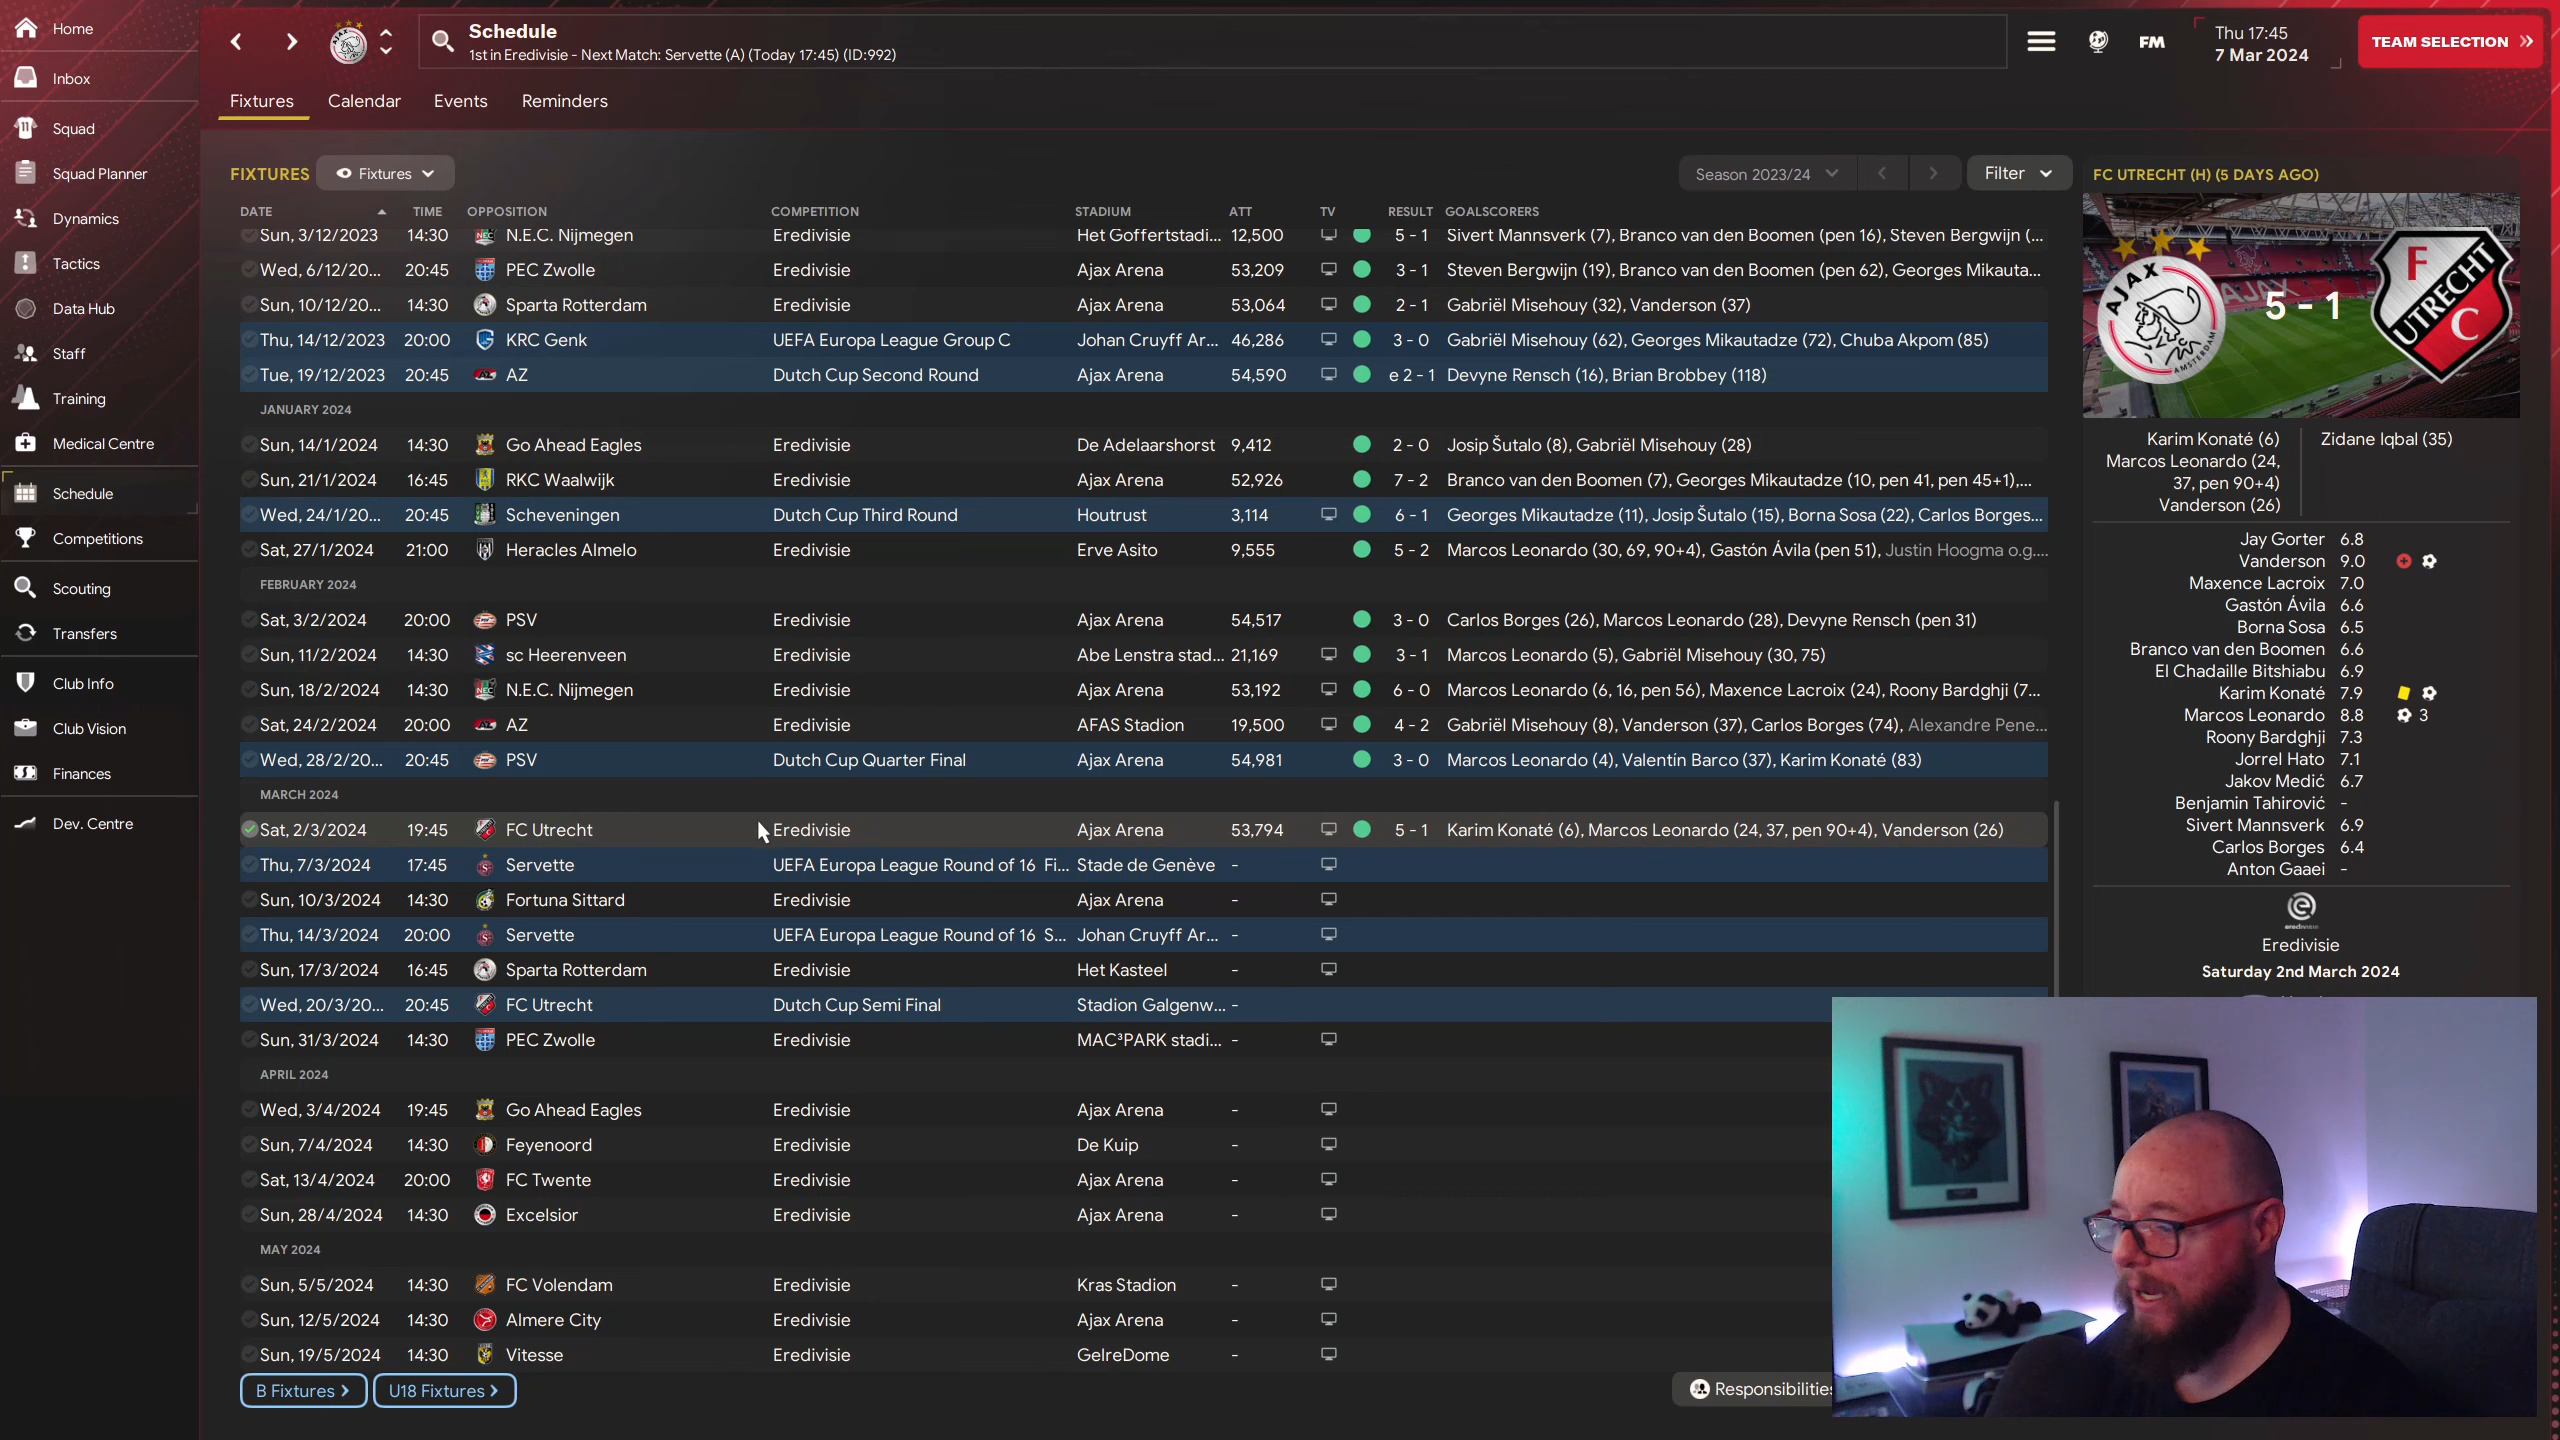 Home
Inbox
Squad
Squad Planner
Dynamics
Tactics
Data Hub
Staff
Training
Medical Centre
Schedule
Competitions
Scouting
Transfers
Club Info
Club Vision
Finances
Dev. Centre
Schedule
1st in Eredivisie - Next Match: Servette (A) (Today 17:45) (ID:992)
FM
Thu 17:45
7 Mar 2024
TEAM SELECTION
Fixtures Calendar Events Reminders
FIXTURES Fixtures Season 2023/24 Filter
DATE TIME OPPOSITION COMPETITION STADIUM ATT TV RESULT GOALSCORERS
Sun, 3/12/2023 14:30 N.E.C. Nijmegen Eredivisie Het Goffertstadi... 12,500 5 - 1 Sivert Mannsverk (7), Branco van den Boomen (pen 16), Steven Bergwijn (...
Wed, 6/12/20... 20:45 PEC Zwolle Eredivisie Ajax Arena 53,209 3 - 1 Steven Bergwijn (19), Branco van den Boomen (pen 62), Georges Mikauta...
Sun, 10/12/20... 14:30 Sparta Rotterdam Eredivisie Ajax Arena 53,064 2 - 1 Gabriël Misehouy (32), Vanderson (37)
Thu, 14/12/2023 20:00 KRC Genk UEFA Europa League Group C Johan Cruyff Ar... 46,286 3 - 0 Gabriël Misehouy (62), Georges Mikautadze (72), Chuba Akpom (85)
Tue, 19/12/2023 20:45 AZ Dutch Cup Second Round Ajax Arena 54,590 e 2 - 1 Devyne Rensch (16), Brian Brobbey (118)
JANUARY 2024
Sun, 14/1/2024 14:30 Go Ahead Eagles Eredivisie De Adelaarshorst 9,412 2 - 0 Josip Šutalo (8), Gabriël Misehouy (28)
Sun, 21/1/2024 16:45 RKC Waalwijk Eredivisie Ajax Arena 52,926 7 - 2 Branco van den Boomen (7), Georges Mikautadze (10, pen 41, pen 45+1),...
Wed, 24/1/20... 20:45 Scheveningen Dutch Cup Third Round Houtrust 3,114 6 - 1 Georges Mikautadze (11), Josip Šutalo (15), Borna Sosa (22), Carlos Borges...
Sat, 27/1/2024 21:00 Heracles Almelo Eredivisie Erve Asito 9,555 5 - 2 Marcos Leonardo (30, 69, 90+4), Gastón Ávila (pen 51), Justin Hoogma o.g....
FEBRUARY 2024
Sat, 3/2/2024 20:00 PSV Eredivisie Ajax Arena 54,517 3 - 0 Carlos Borges (26), Marcos Leonardo (28), Devyne Rensch (pen 31)
Sun, 11/2/2024 14:30 sc Heerenveen Eredivisie Abe Lenstra stad... 21,169 3 - 1 Marcos Leonardo (5), Gabriël Misehouy (30, 75)
Sun, 18/2/2024 14:30 N.E.C. Nijmegen Eredivisie Ajax Arena 53,192 6 - 0 Marcos Leonardo (6, 16, pen 56), Maxence Lacroix (24), Roony Bardghji (7...
Sat, 24/2/2024 20:00 AZ Eredivisie AFAS Stadion 19,500 4 - 2 Gabriël Misehouy (8), Vanderson (37), Carlos Borges (74), Alexandre Pene...
Wed, 28/2/20... 20:45 PSV Dutch Cup Quarter Final Ajax Arena 54,981 3 - 0 Marcos Leonardo (4), Valentín Barco (37), Karim Konaté (83)
MARCH 2024
Sat, 2/3/2024 19:45 FC Utrecht Eredivisie Ajax Arena 53,794 5 - 1 Karim Konaté (6), Marcos Leonardo (24, 37, pen 90+4), Vanderson (26)
Thu, 7/3/2024 17:45 Servette UEFA Europa League Round of 16 Fi... Stade de Genève -
Sun, 10/3/2024 14:30 Fortuna Sittard Eredivisie Ajax Arena -
Thu, 14/3/2024 20:00 Servette UEFA Europa League Round of 16 S... Johan Cruyff Ar... -
Sun, 17/3/2024 16:45 Sparta Rotterdam Eredivisie Het Kasteel -
Wed, 20/3/20... 20:45 FC Utrecht Dutch Cup Semi Final Stadion Galgenw... -
Sun, 31/3/2024 14:30 PEC Zwolle Eredivisie MAC³PARK stadi... -
APRIL 2024
Wed, 3/4/2024 19:45 Go Ahead Eagles Eredivisie Ajax Arena -
Sun, 7/4/2024 14:30 Feyenoord Eredivisie De Kuip -
Sat, 13/4/2024 20:00 FC Twente Eredivisie Ajax Arena -
Sun, 28/4/2024 14:30 Excelsior Eredivisie Ajax Arena -
MAY 2024
Sun, 5/5/2024 14:30 FC Volendam Eredivisie Kras Stadion -
Sun, 12/5/2024 14:30 Almere City Eredivisie Ajax Arena -
Sun, 19/5/2024 14:30 Vitesse Eredivisie GelreDome -
B Fixtures U18 Fixtures Responsibilities
FC UTRECHT (H) (5 DAYS AGO)
AJAX AMSTERDAM 5 - 1 F UTRECHT C
Karim Konaté (6) Zidane Iqbal (35)
Marcos Leonardo (24,
37, pen 90+4)
Vanderson (26)
Jay Gorter 6.8
Vanderson 9.0
Maxence Lacroix 7.0
Gastón Ávila 6.6
Borna Sosa 6.5
Branco van den Boomen 6.6
El Chadaille Bitshiabu 6.9
Karim Konaté 7.9
Marcos Leonardo 8.8 3
Roony Bardghji 7.3
Jorrel Hato 7.1
Jakov Medić 6.7
Benjamin Tahirović -
Sivert Mannsverk 6.9
Carlos Borges 6.4
Anton Gaaei -
eredivisie
Eredivisie
Saturday 2nd March 2024